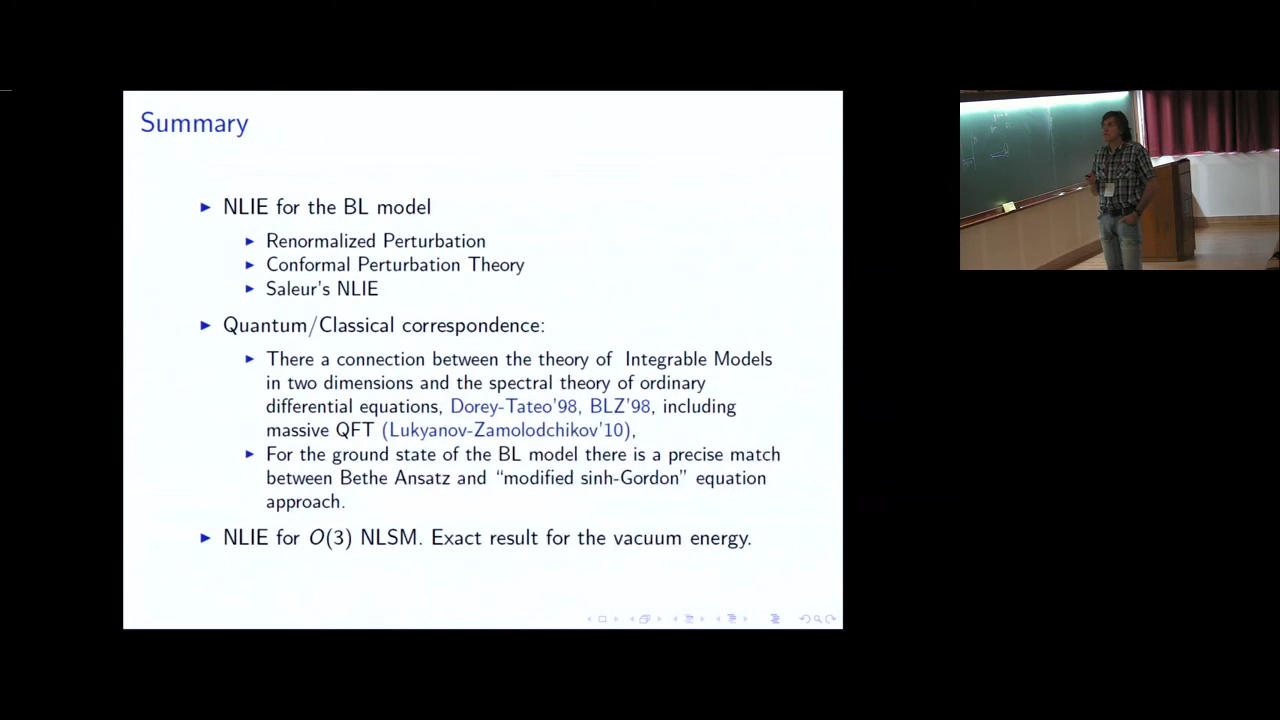 Summary
NLIE for the BL model
Renormalized Perturbation
Conformal Perturbation Theory
Saleur's NLIE
Quantum/Classical correspondence:
There a connection between the theory of Integrable Models
in two dimensions and the spectral theory of ordinary
differential equations, Dorey-Tateo'98, BLZ'98, including
massive QFT (Lukyanov-Zamolodchikov'10),
For the ground state of the BL model there is a precise match
between Bethe Ansatz and “modified sinh-Gordon” equation
approach.
NLIE for O(3) NLSM. Exact result for the vacuum energy.